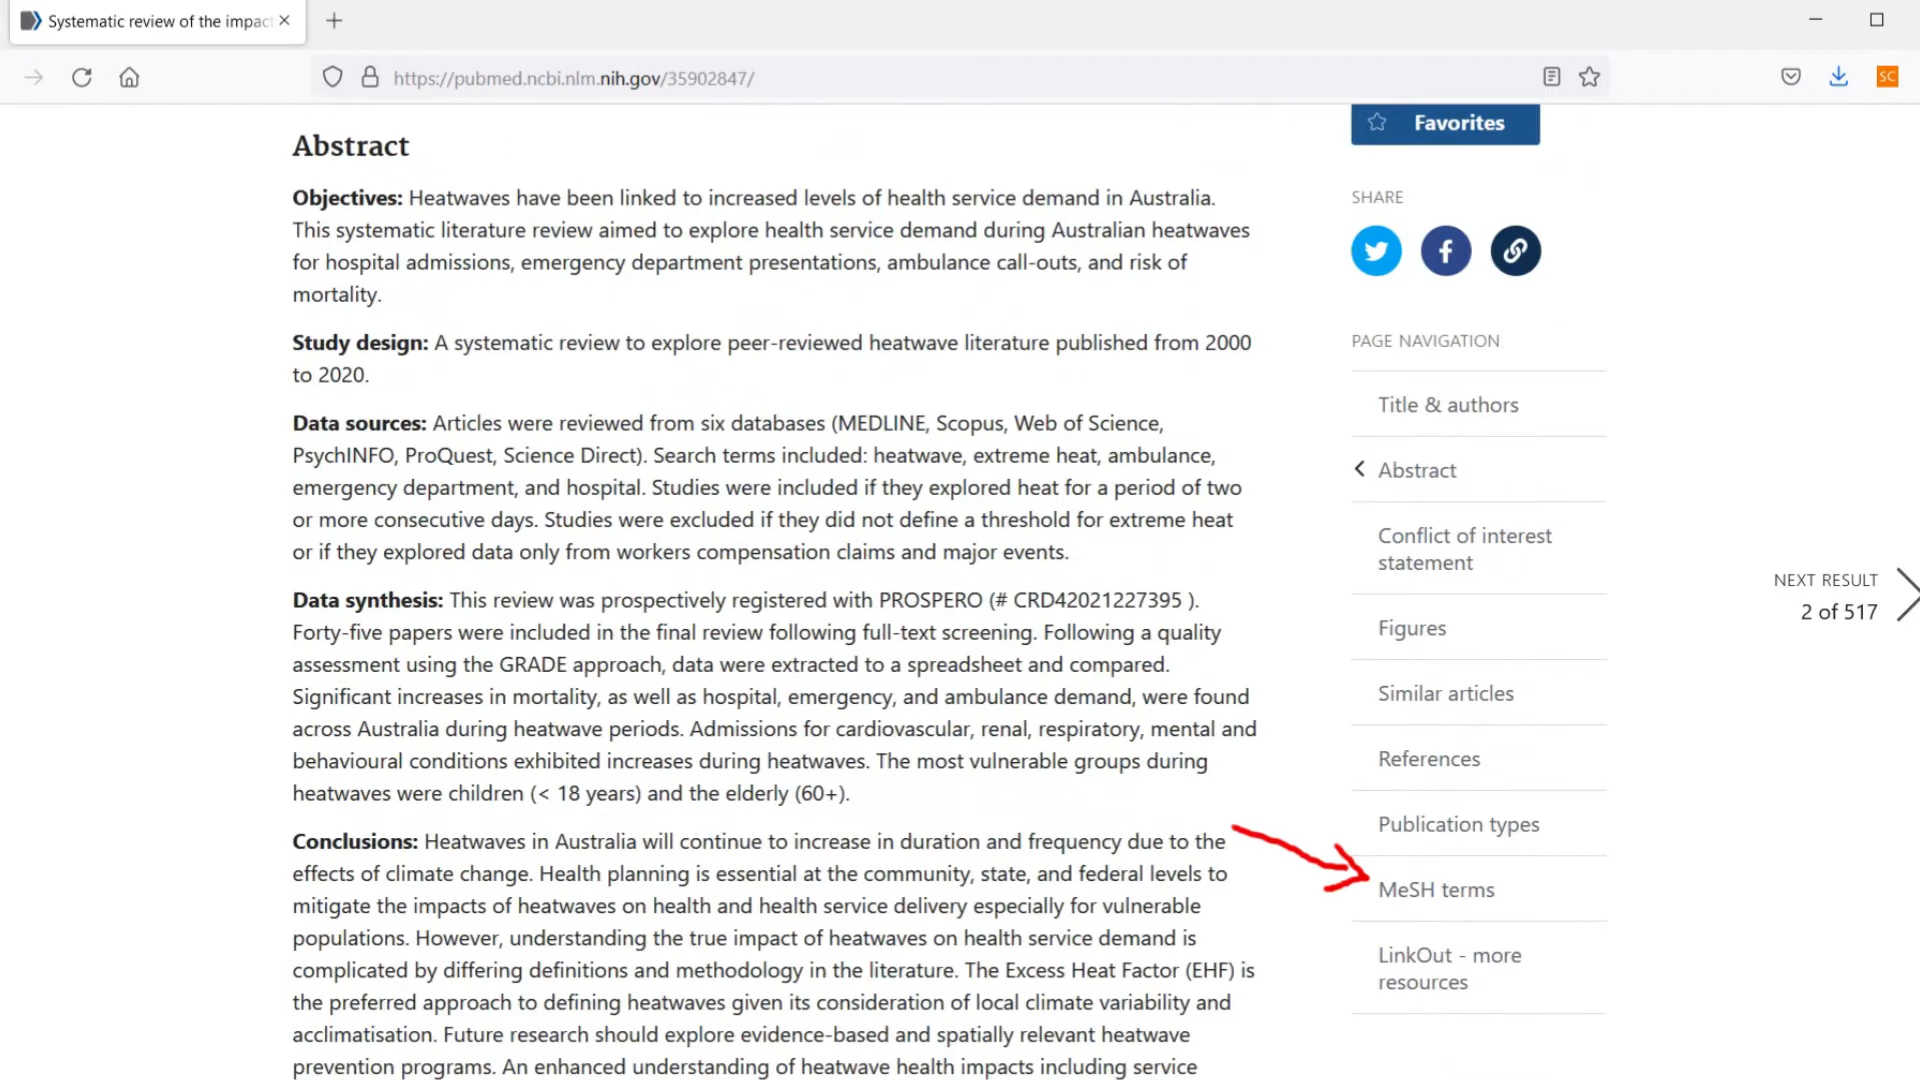 Systematic review of the impac
https://pubmed.ncbi.nlm.nih.gov/35902847/
SC
Abstract
Objectives: Heatwaves have been linked to increased levels of health service demand in Australia.
This systematic literature review aimed to explore health service demand during Australian heatwaves
for hospital admissions, emergency department presentations, ambulance call-outs, and risk of
mortality.
Study design: A systematic review to explore peer-reviewed heatwave literature published from 2000
to 2020.
Data sources: Articles were reviewed from six databases (MEDLINE, Scopus, Web of Science,
PsychINFO, ProQuest, Science Direct). Search terms included: heatwave, extreme heat, ambulance,
emergency department, and hospital. Studies were included if they explored heat for a period of two
or more consecutive days. Studies were excluded if they did not define a threshold for extreme heat
or if they explored data only from workers compensation claims and major events.
Data synthesis: This review was prospectively registered with PROSPERO (# CRD42021227395 ).
Forty-five papers were included in the final review following full-text screening. Following a quality
assessment using the GRADE approach, data were extracted to a spreadsheet and compared.
Significant increases in mortality, as well as hospital, emergency, and ambulance demand, were found
across Australia during heatwave periods. Admissions for cardiovascular, renal, respiratory, mental and
behavioural conditions exhibited increases during heatwaves. The most vulnerable groups during
heatwaves were children (< 18 years) and the elderly (60+).
Conclusions: Heatwaves in Australia will continue to increase in duration and frequency due to the
effects of climate change. Health planning is essential at the community, state, and federal levels to
mitigate the impacts of heatwaves on health and health service delivery especially for vulnerable
populations. However, understanding the true impact of heatwaves on health service demand is
complicated by differing definitions and methodology in the literature. The Excess Heat Factor (EHF) is
the preferred approach to defining heatwaves given its consideration of local climate variability and
acclimatisation. Future research should explore evidence-based and spatially relevant heatwave
prevention programs. An enhanced understanding of heatwave health impacts including service
Favorites
SHARE
PAGE NAVIGATION
Title & authors
Abstract
Conflict of interest
statement
Figures
Similar articles
References
Publication types
MeSH terms
LinkOut - more
resources
NEXT RESULT
2 of 517